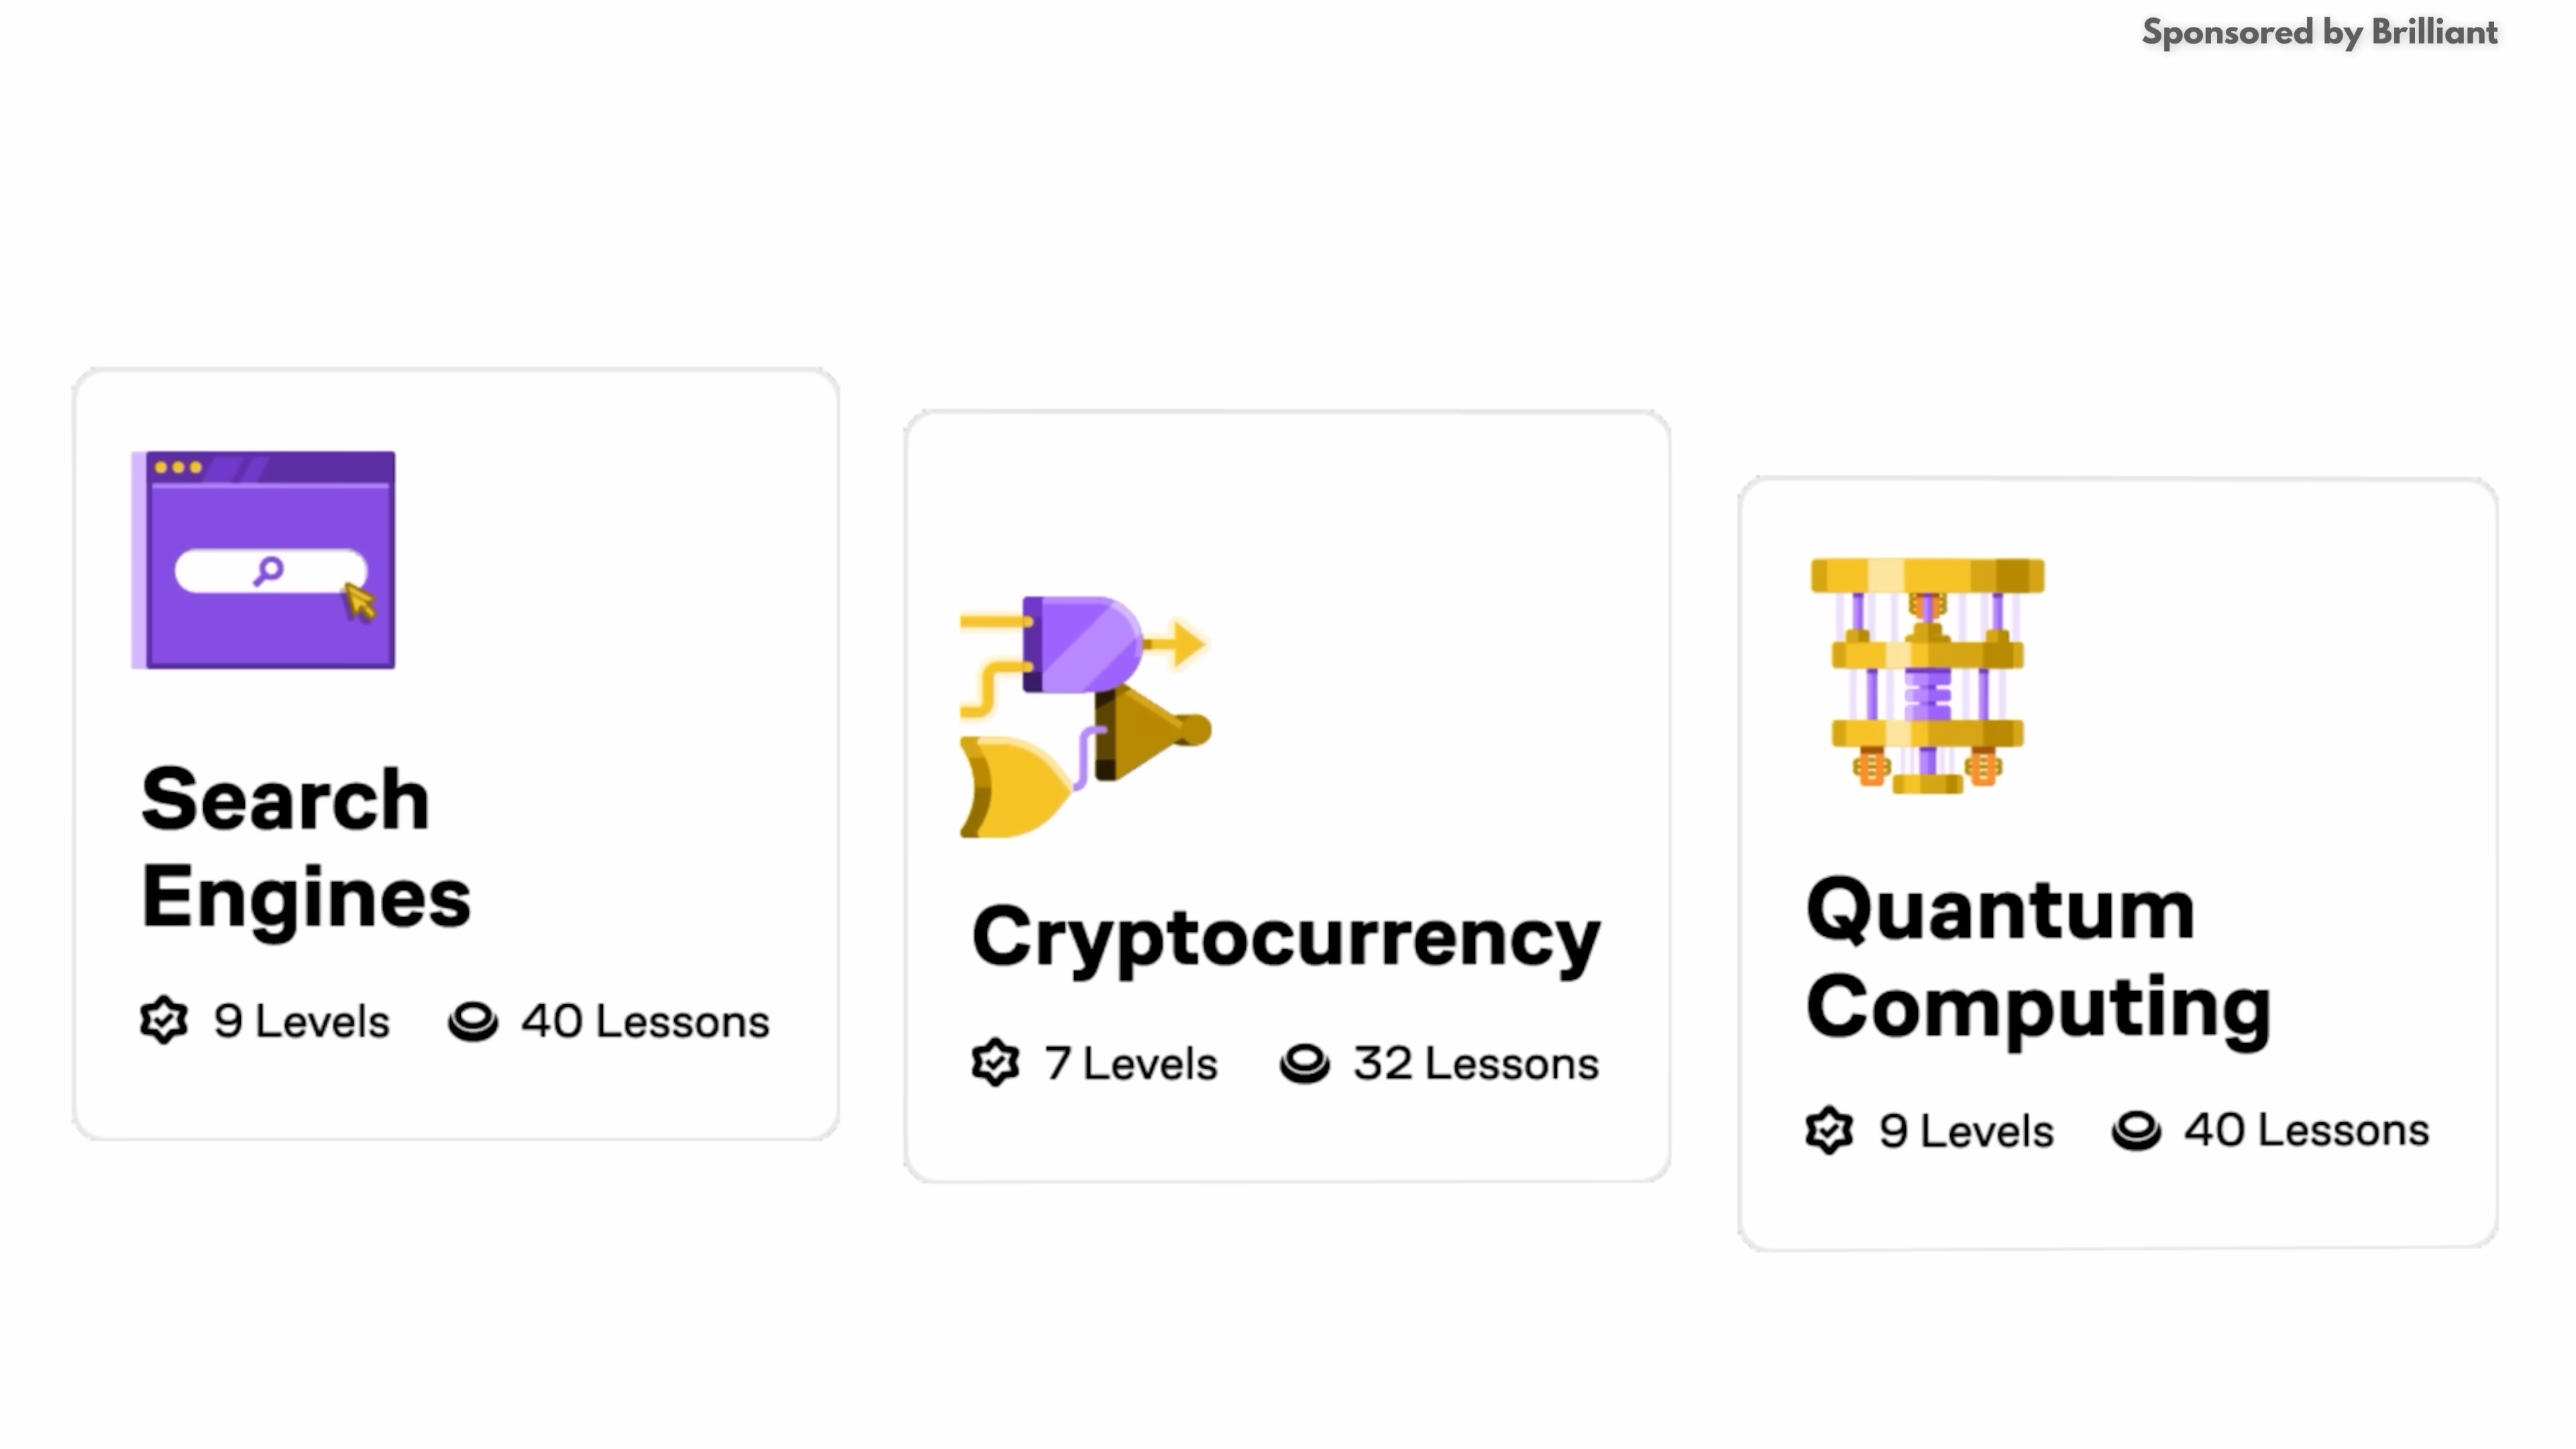 Sponsored by Brilliant
Search
Engines
9 Levels 40 Lessons
Cryptocurrency
7 Levels 32 Lessons
Quantum
Computing
9 Levels 40 Lessons